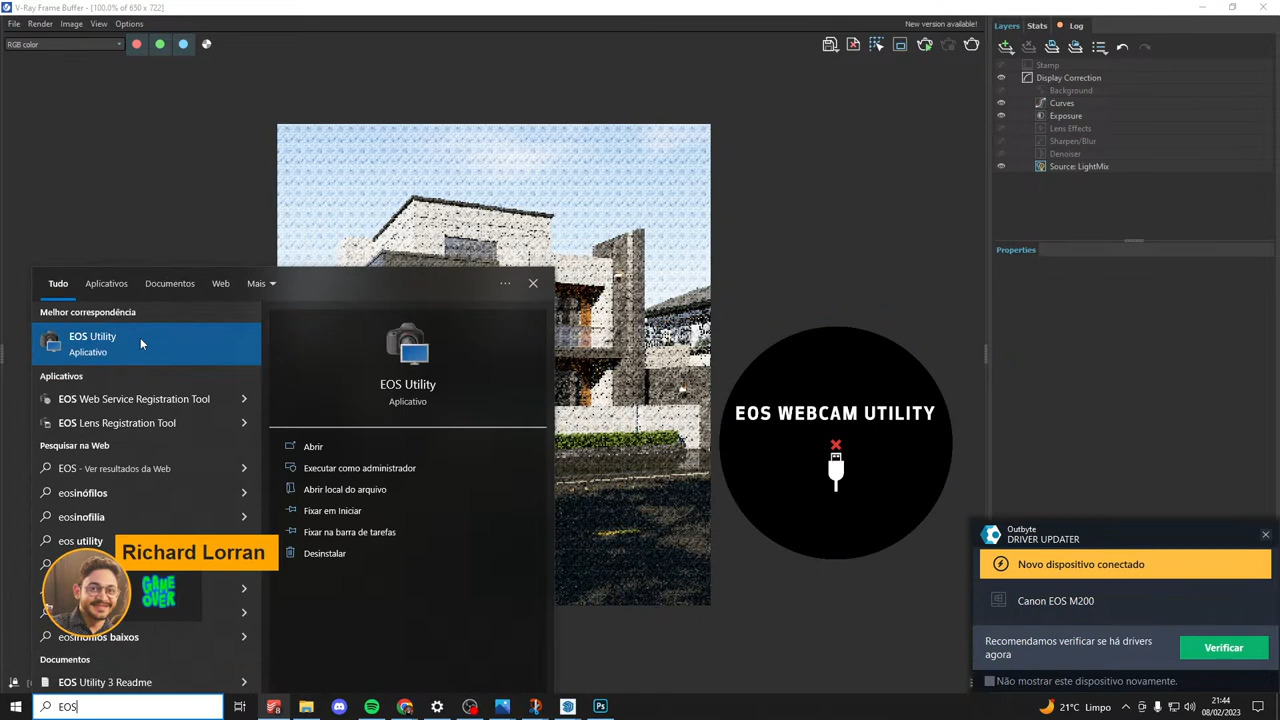 V-Ray Frame Buffer - [100.0% of 650 x 722]
File Render Image View Options
New version available!
RGB color
Layers Stats Log
Stamp
Display Correction
Background
Curves
Exposure
Lens Effects
Sharpen/Blur
Denoiser
Source: LightMix
Properties
Tudo Aplicativos Documentos Web Mais
Melhor correspondência
EOS Utility
Aplicativo
Aplicativos
EOS Web Service Registration Tool
EOS Lens Registration Tool
Pesquisar na Web
EOS - Ver resultados da Web
eosinófilos
eosinofilia
eos utility
eosinófilos baixos
Documentos
EOS Utility 3 Readme
EOS
EOS Utility
Aplicativo
Abrir
Executar como administrador
Abrir local do arquivo
Fixar em Iniciar
Fixar na barra de tarefas
Desinstalar
Richard Lorran
GAME
OVER
EOS WEBCAM UTILITY
Outbyte
DRIVER UPDATER
Novo dispositivo conectado
Canon EOS M200
Recomendamos verificar se há drivers
agora
Verificar
Não mostrar este dispositivo novamente.
Ps
21°C Limpo
21:44
08/02/2023